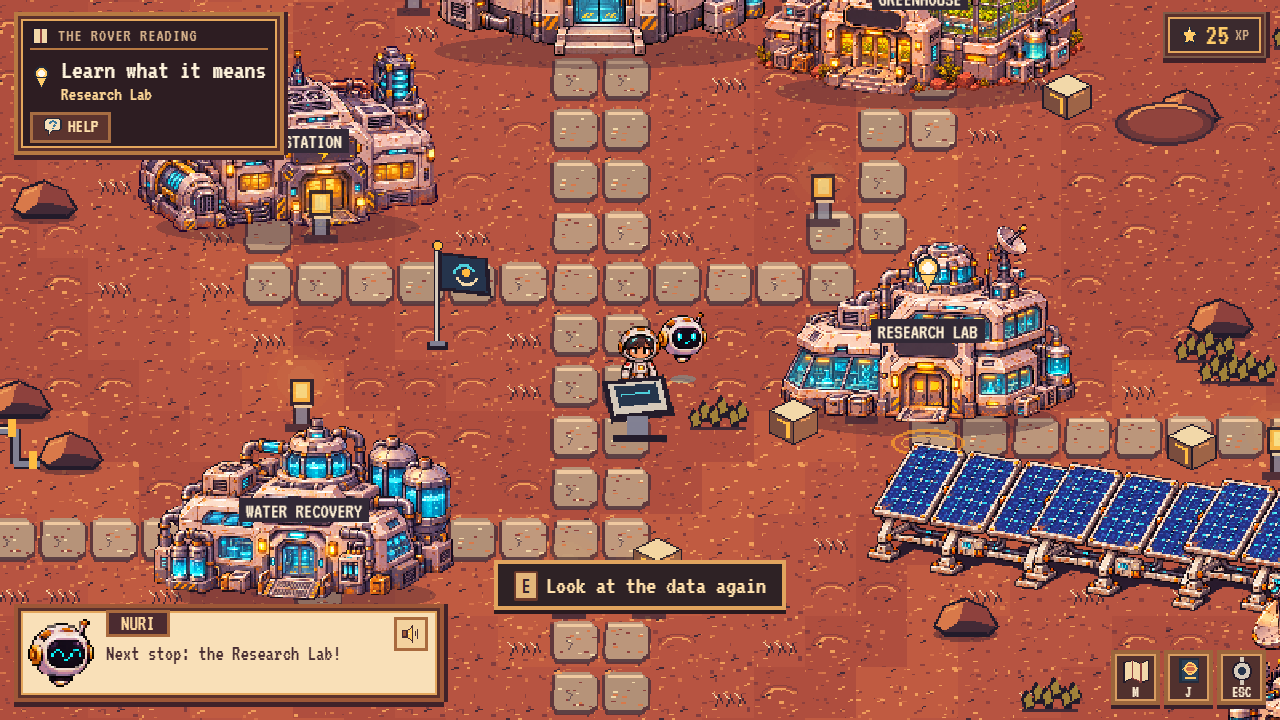 THE ROVER READING
Learn what it means
Research Lab
HELP
GREENHOUSE
25 XP
STATION
RESEARCH LAB
WATER RECOVERY
E Look at the data again
NURI
Next stop: the Research Lab!
M
J
ESC